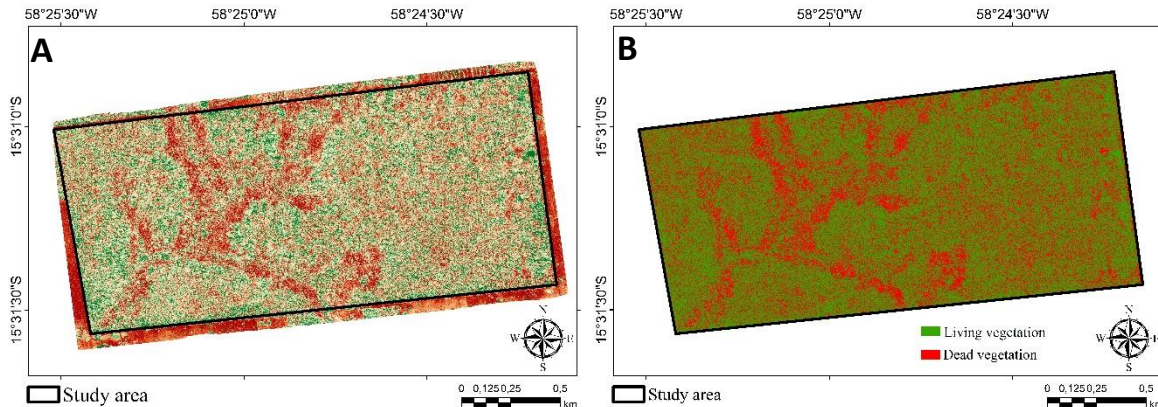 58°25'30"W 58°25'0"W 58°24'30"W
A
15°31'0"S
15°31'30"S
N
W E
S
Study area
0 0,125 0,25 0,5
km
58°25'30"W 58°25'0"W 58°24'30"W
B
15°31'0"S
15°31'30"S
Living vegetation
Dead vegetation
N
W E
S
Study area
0 0,125 0,25 0,5
km